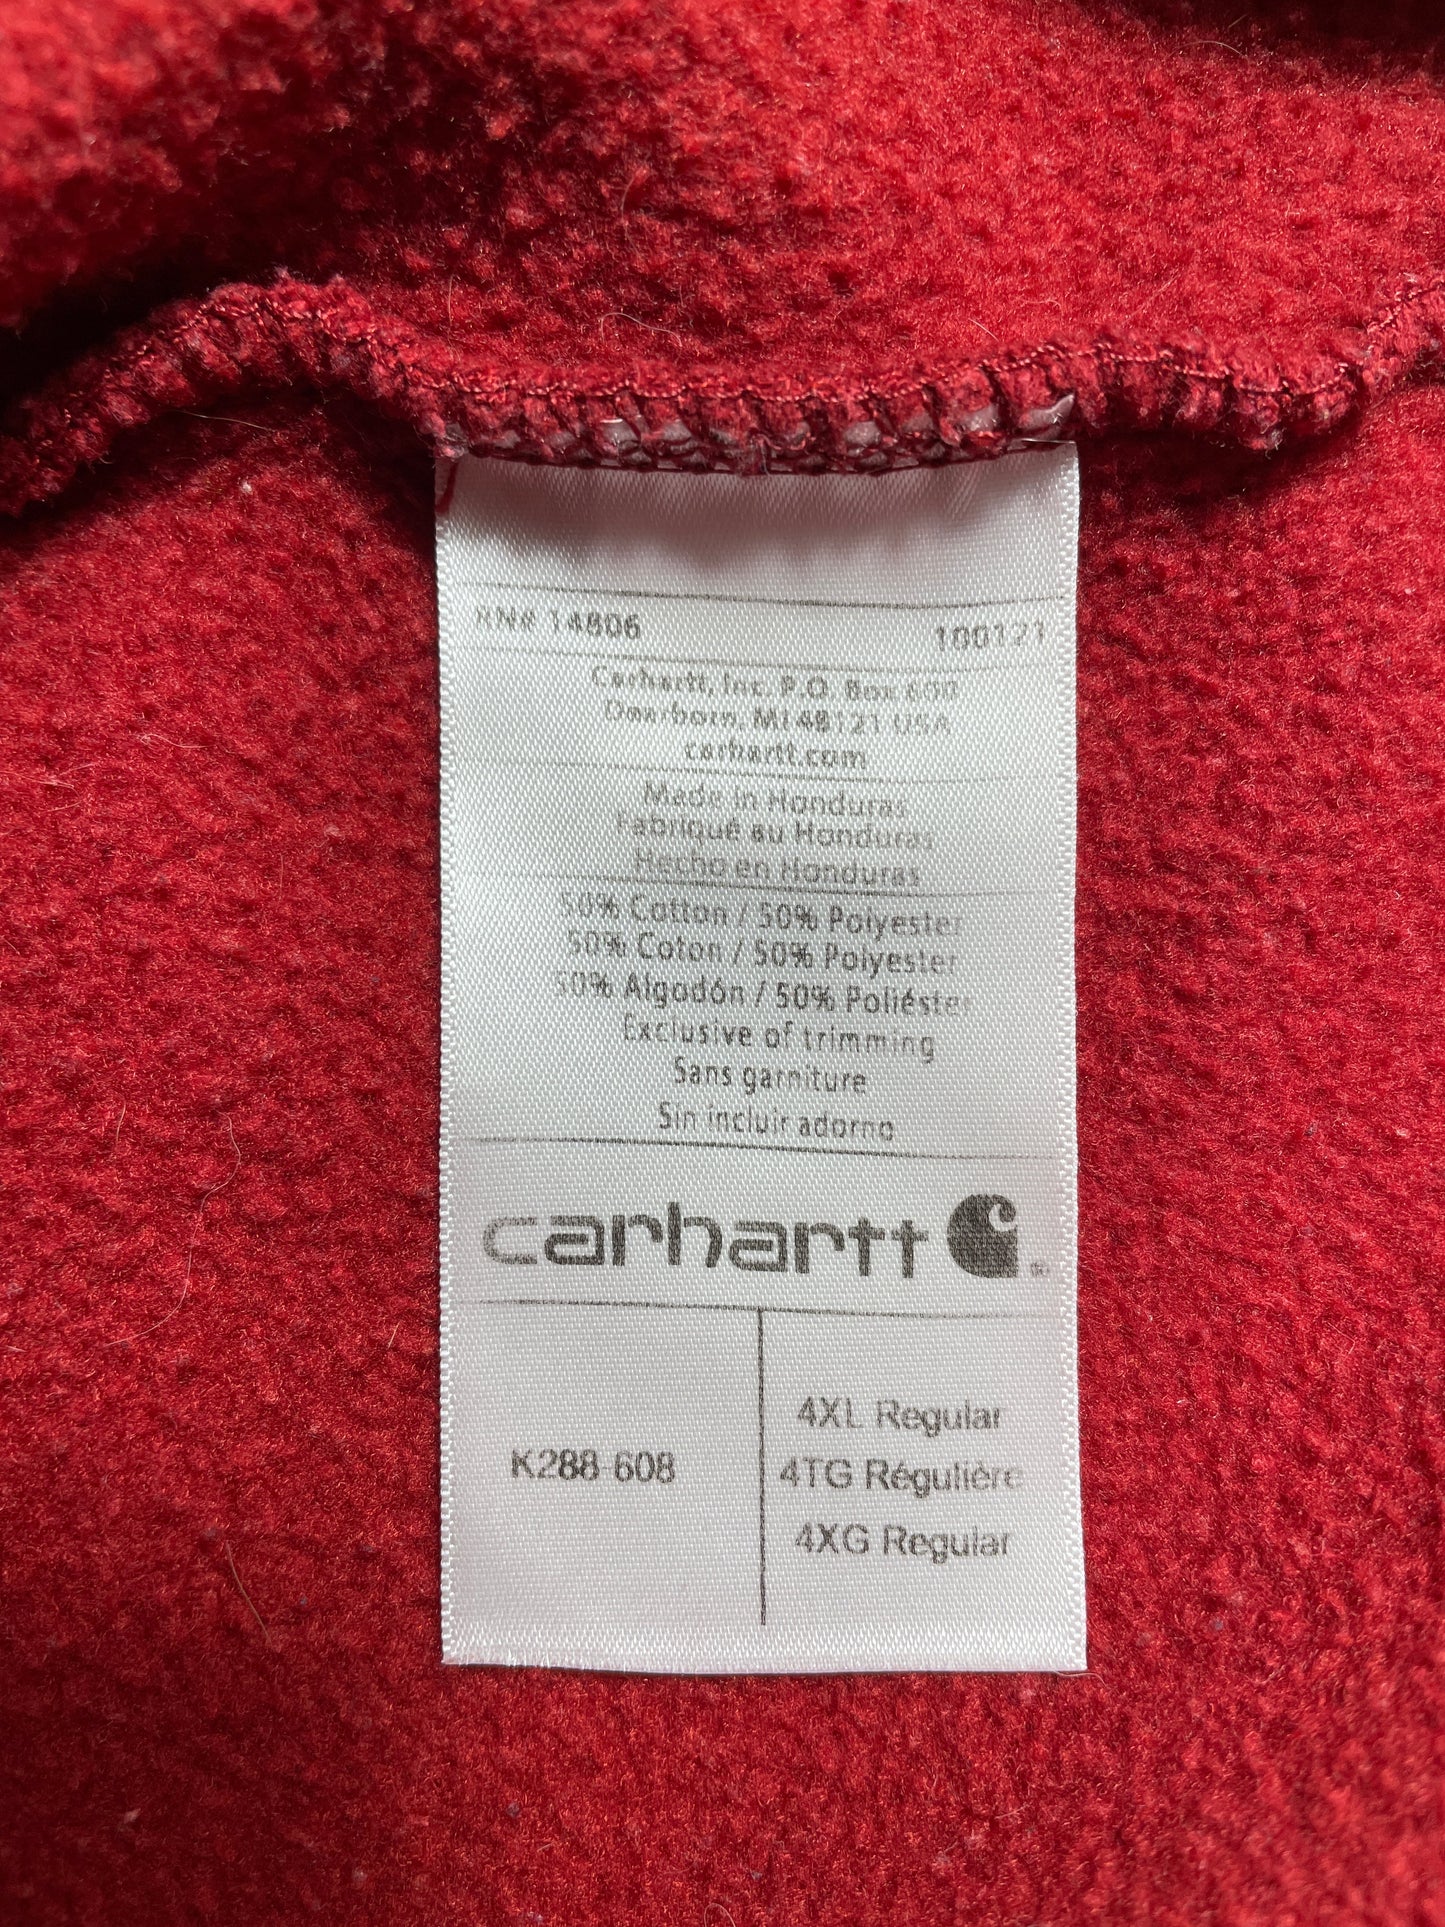 RN# 14806 100121
Carhartt, Inc. P.O. Box 600
Dearborn, MI 48121 USA
carhartt.com
Made in Honduras
Fabriqué au Honduras
Hecho en Honduras
50% Cotton / 50% Polyester
50% Coton / 50% Polyester
50% Algodón / 50% Poliéster
Exclusive of trimming
Sans garniture
Sin incluir adorno
carhartt
K288-608
4XL Regular
4TG Régulière
4XG Regular